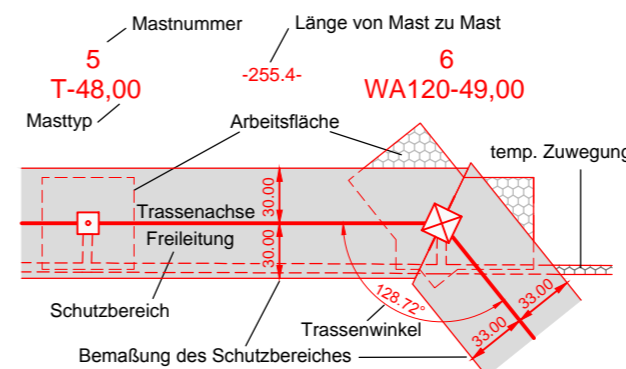 Mastnummer
Länge von Mast zu Mast
5
-255.4-
6
T-48,00
WA120-49,00
Masttyp
Arbeitsfläche
temp. Zuwegung
30.00
Trassenachse
Freileitung
30.00
Schutzbereich
128.72°
Trassenwinkel
33.00
33.00
Bemaßung des Schutzbereiches